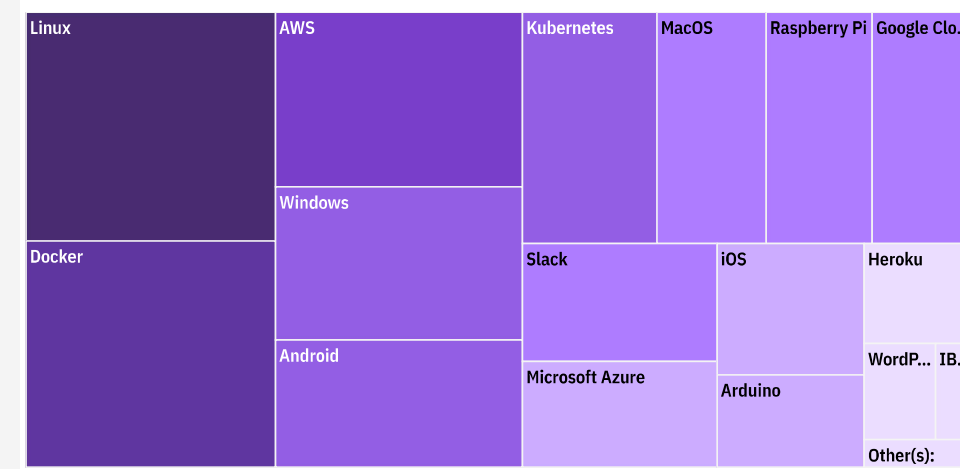 Linux
AWS
Kubernetes
MacOS
Raspberry Pi
Google Clo.
Windows
Docker
Slack
iOS
Heroku
Android
WordP...
IB.
Microsoft Azure
Arduino
Other(s):